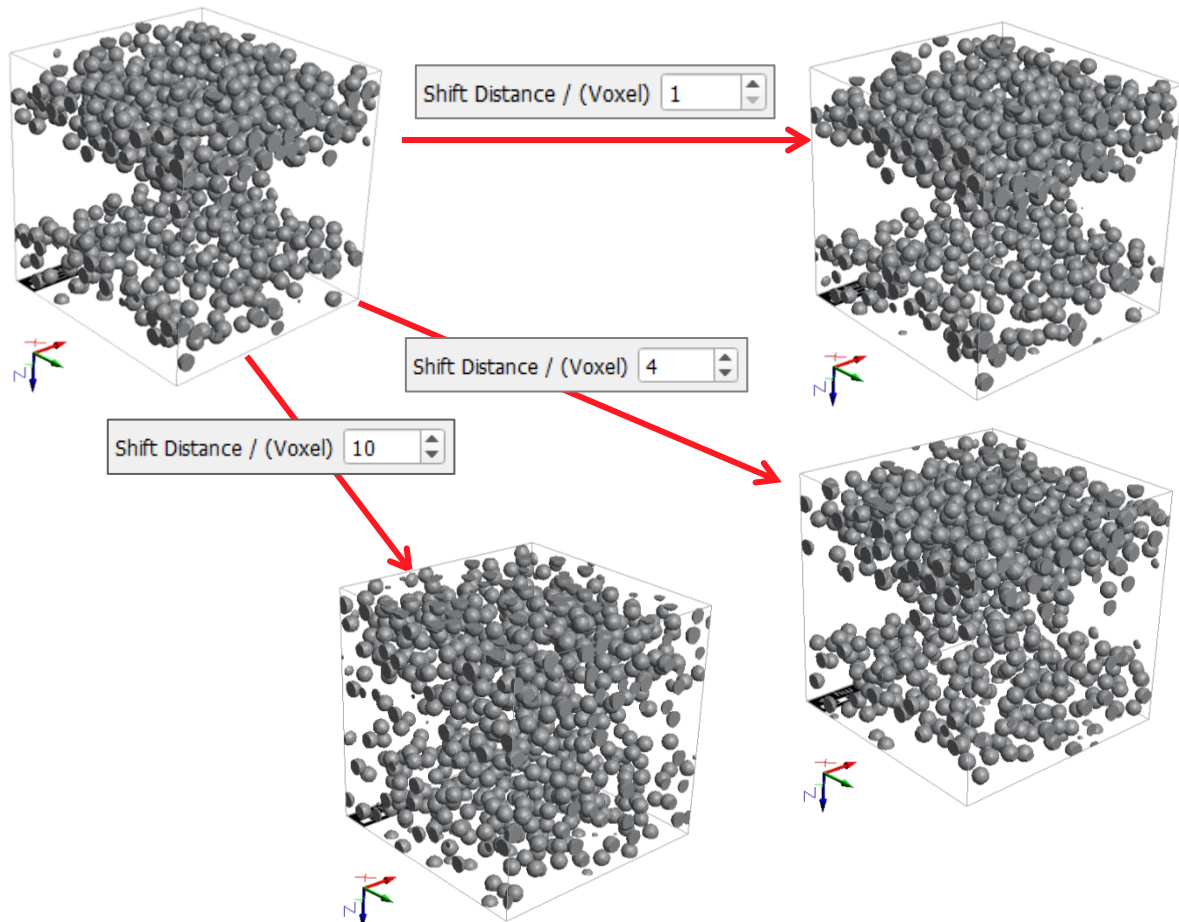 Shift Distance / (Voxel) 1
Shift Distance / (Voxel) 4
Shift Distance / (Voxel) 10
X
Z
X
Z
X
Z
X
Z